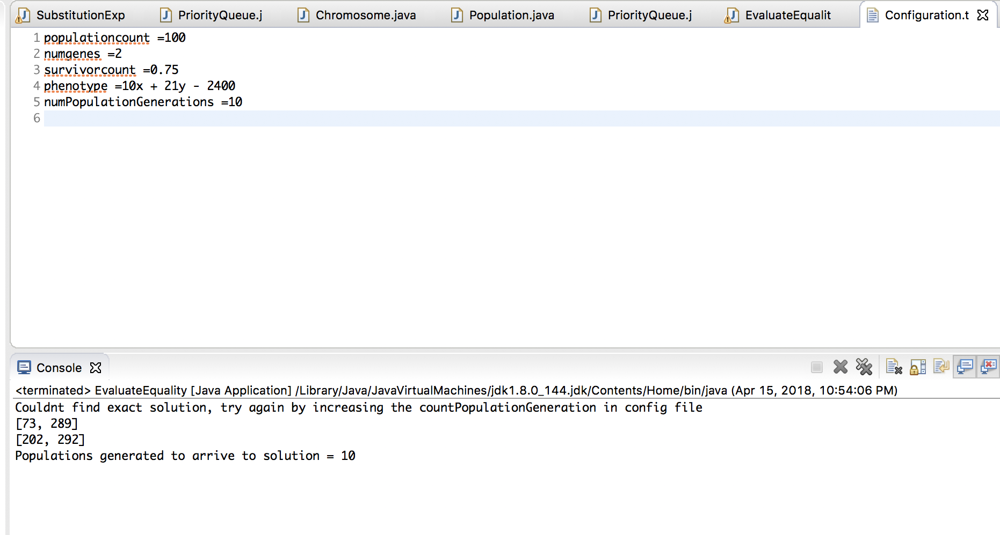 SubstitutionExp PriorityQueue.j Chromosome.java Population.java PriorityQueue.j EvaluateEqualit Configuration.t
1 populationcount =100
2 numgenes =2
3 survivorcount =0.75
4 phenotype =10x + 21y - 2400
5 numPopulationGenerations =10
6
Console
<terminated> EvaluateEquality [Java Application] /Library/Java/JavaVirtualMachines/jdk1.8.0_144.jdk/Contents/Home/bin/java (Apr 15, 2018, 10:54:06 PM)
Couldnt find exact solution, try again by increasing the countPopulationGeneration in config file
[73, 289]
[202, 292]
Populations generated to arrive to solution = 10